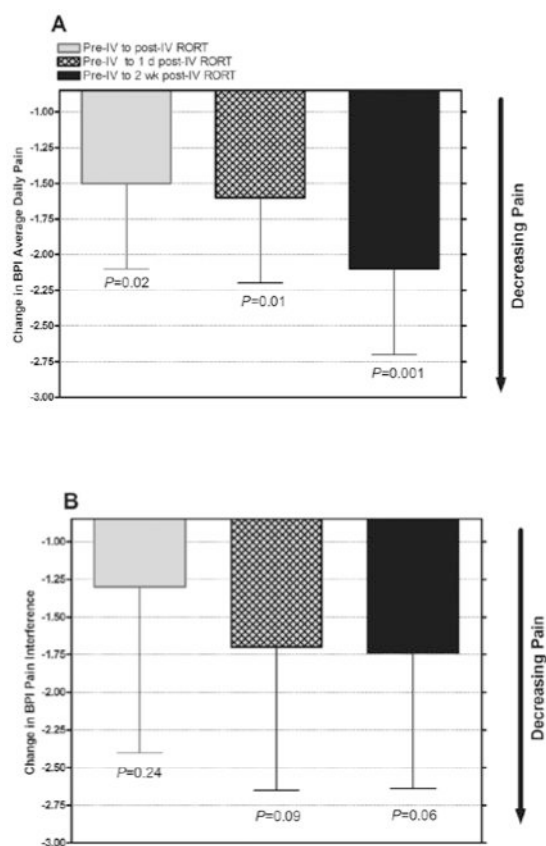 A
Pre-IV to post-IV RORT
Pre-IV to 1 d post-IV RORT
Pre-IV to 2 wk post-IV RORT
Change in BPI Average Daily Pain
-1.00
-1.25
-1.50
-1.75
-2.00
-2.25
-2.50
-2.75
-3.00
P=0.02
P=0.01
P=0.001
Decreasing Pain
B
Change in BPI Pain Interference
-1.00
-1.25
-1.50
-1.75
-2.00
-2.25
-2.50
-2.75
-3.00
P=0.24
P=0.09
P=0.06
Decreasing Pain